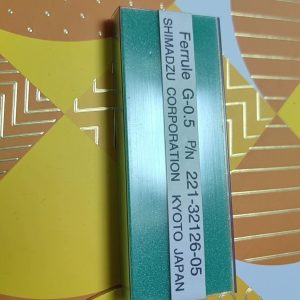 Ferrule G-0.5 P/N 221-32126-05
SHIMADZU CORPORATION KYOTO JAPAN